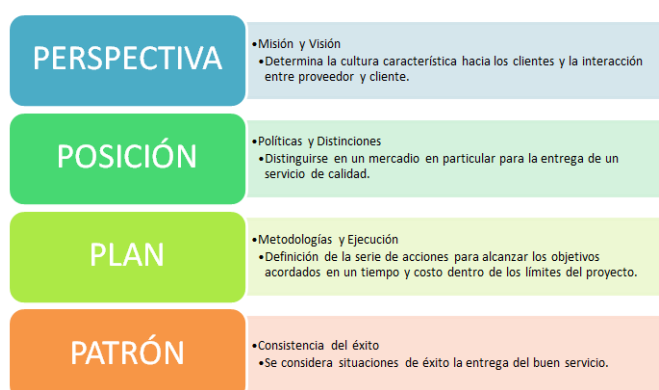 PERSPECTIVA
•Misión y Visión
•Determina la cultura característica hacia los clientes y la interacción
entre proveedor y cliente.
POSICIÓN
•Políticas y Distinciones
•Distinguirse en un mercadio en particular para la entrega de un
servicio de calidad.
PLAN
•Metodologías y Ejecución
•Definición de la serie de acciones para alcanzar los objetivos
acordados en un tiempo y costo dentro de los límites del proyecto.
PATRÓN
•Consistencia del éxito
•Se considera situaciones de éxito la entrega del buen servicio.